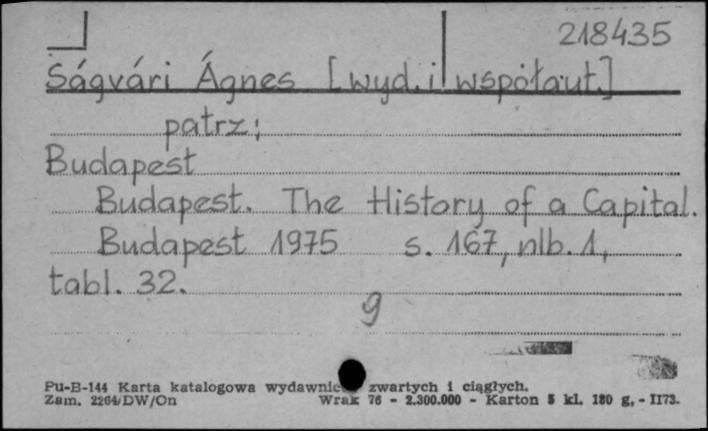 218435
Ságvári Ágnes [wyd. i współaut.]
patrz:
Budapest
Budapest. The History of a Capital.
Budapest 1975 s. 167, nlb. 1,
tabl. 32.
g
Pu-B-144 Karta katalogowa wydawnic zwartych i ciągłych.
Zam. 2264/DW/On Wrak 76 - 2.300.000 - Karton 5 kl. 180 g, - II73.